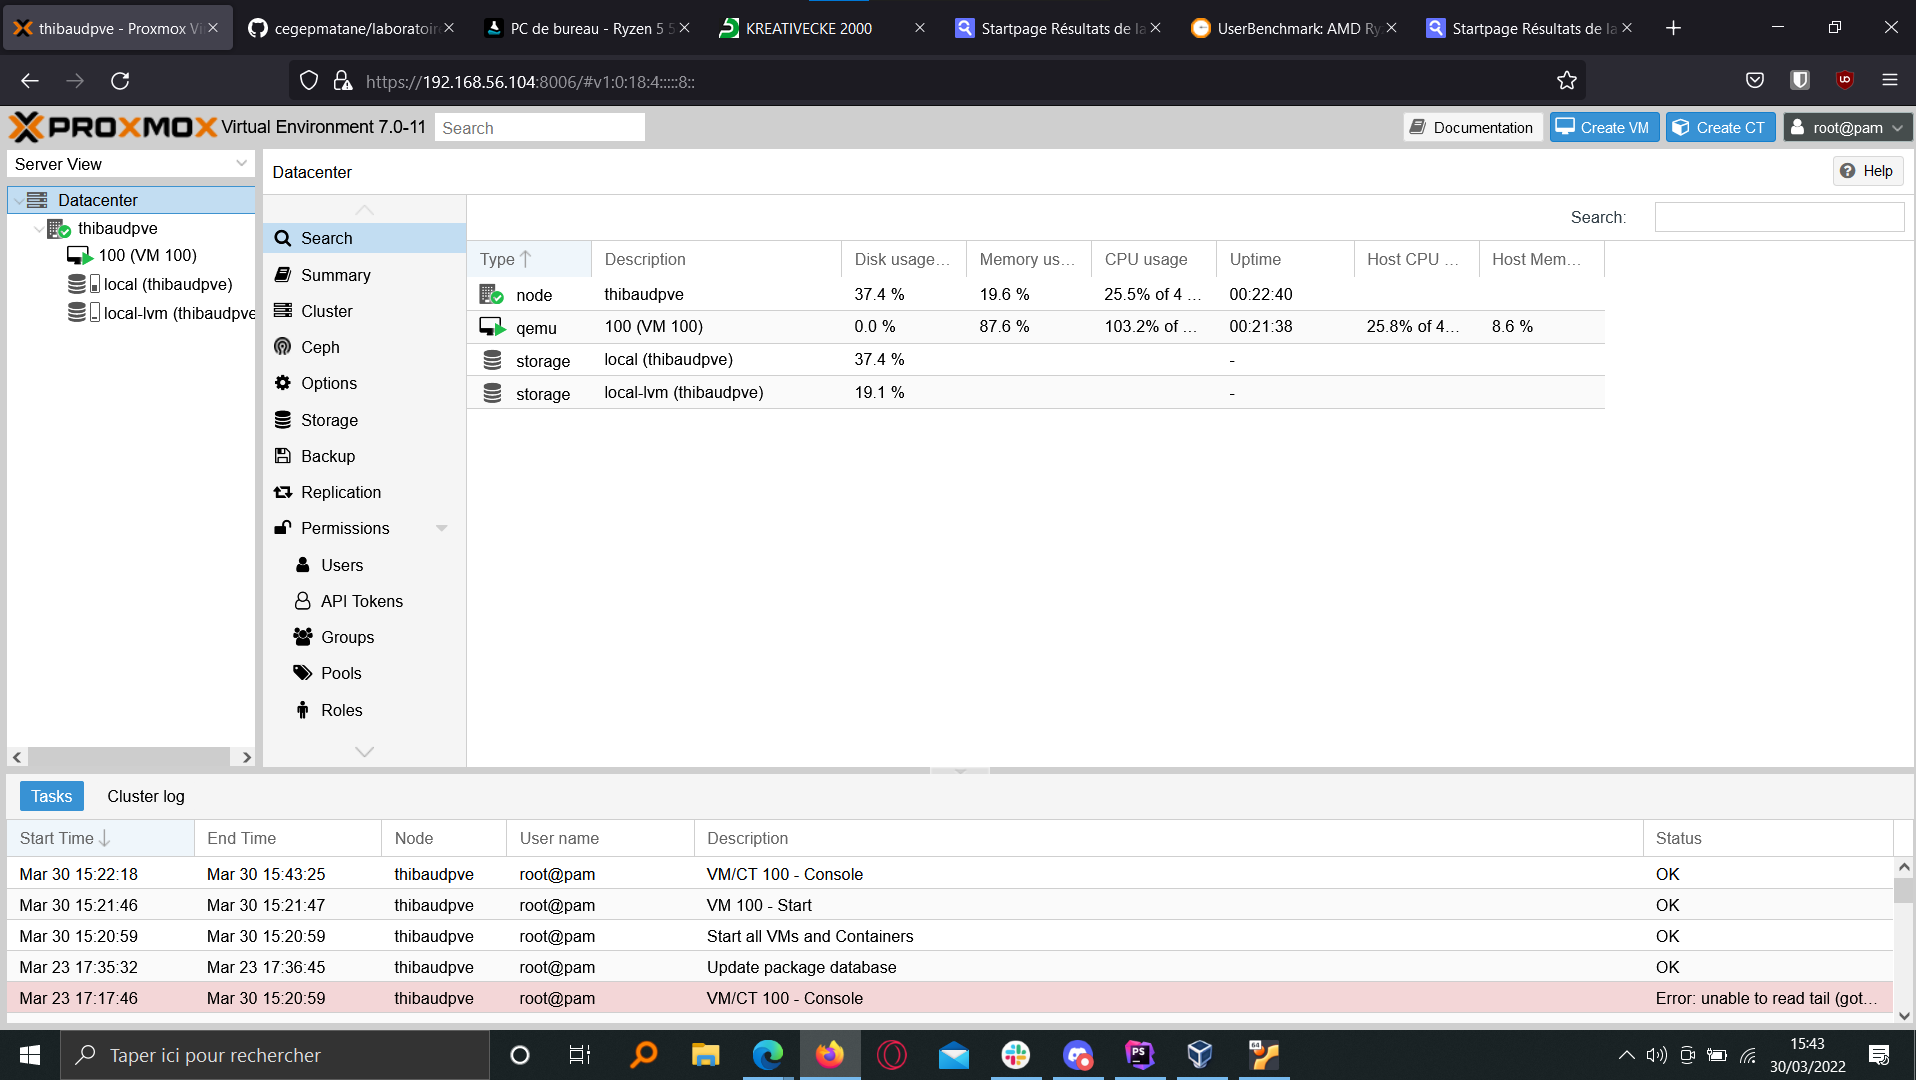 thibaudpve - Proxmox Vi
cegepmatane/laboratoir
PC de bureau - Ryzen 5 5
KREATIVECKE 2000
Startpage Résultats de la
UserBenchmark: AMD Ry
Startpage Résultats de la
https://192.168.56.104:8006/#v1:0:18:4:::::8::
PROXMOX Virtual Environment 7.0-11
Search
Documentation
Create VM
Create CT
root@pam
Server View
Datacenter
thibaudpve
100 (VM 100)
local (thibaudpve)
local-lvm (thibaudpve
Datacenter
Help
Search
Summary
Cluster
Ceph
Options
Storage
Backup
Replication
Permissions
Users
API Tokens
Groups
Pools
Roles
Search:
Type Description Disk usage... Memory us... CPU usage Uptime Host CPU ... Host Mem...
node thibaudpve 37.4 % 19.6 % 25.5% of 4 ... 00:22:40
qemu 100 (VM 100) 0.0 % 87.6 % 103.2% of ... 00:21:38 25.8% of 4... 8.6 %
storage local (thibaudpve) 37.4 % -
storage local-lvm (thibaudpve) 19.1 % -
Tasks Cluster log
Start Time End Time Node User name Description Status
Mar 30 15:22:18 Mar 30 15:43:25 thibaudpve root@pam VM/CT 100 - Console OK
Mar 30 15:21:46 Mar 30 15:21:47 thibaudpve root@pam VM 100 - Start OK
Mar 30 15:20:59 Mar 30 15:20:59 thibaudpve root@pam Start all VMs and Containers OK
Mar 23 17:35:32 Mar 23 17:36:45 thibaudpve root@pam Update package database OK
Mar 23 17:17:46 Mar 30 15:20:59 thibaudpve root@pam VM/CT 100 - Console Error: unable to read tail (got...
Taper ici pour rechercher
PS
64
15:43
30/03/2022